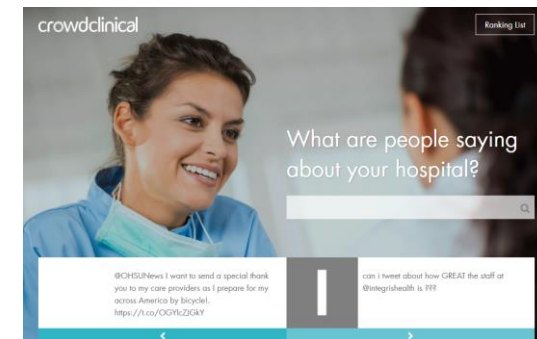 crowdclinical
Ranking List
What are people saying
about your hospital?
@OHSUNews I want to send a special thank
you to my care providers as I prepare for my
across America by bicycle!.
https://t.co/OGYlcZJGkY
I
can i tweet about how GREAT the staff at
@integrishealth is ???